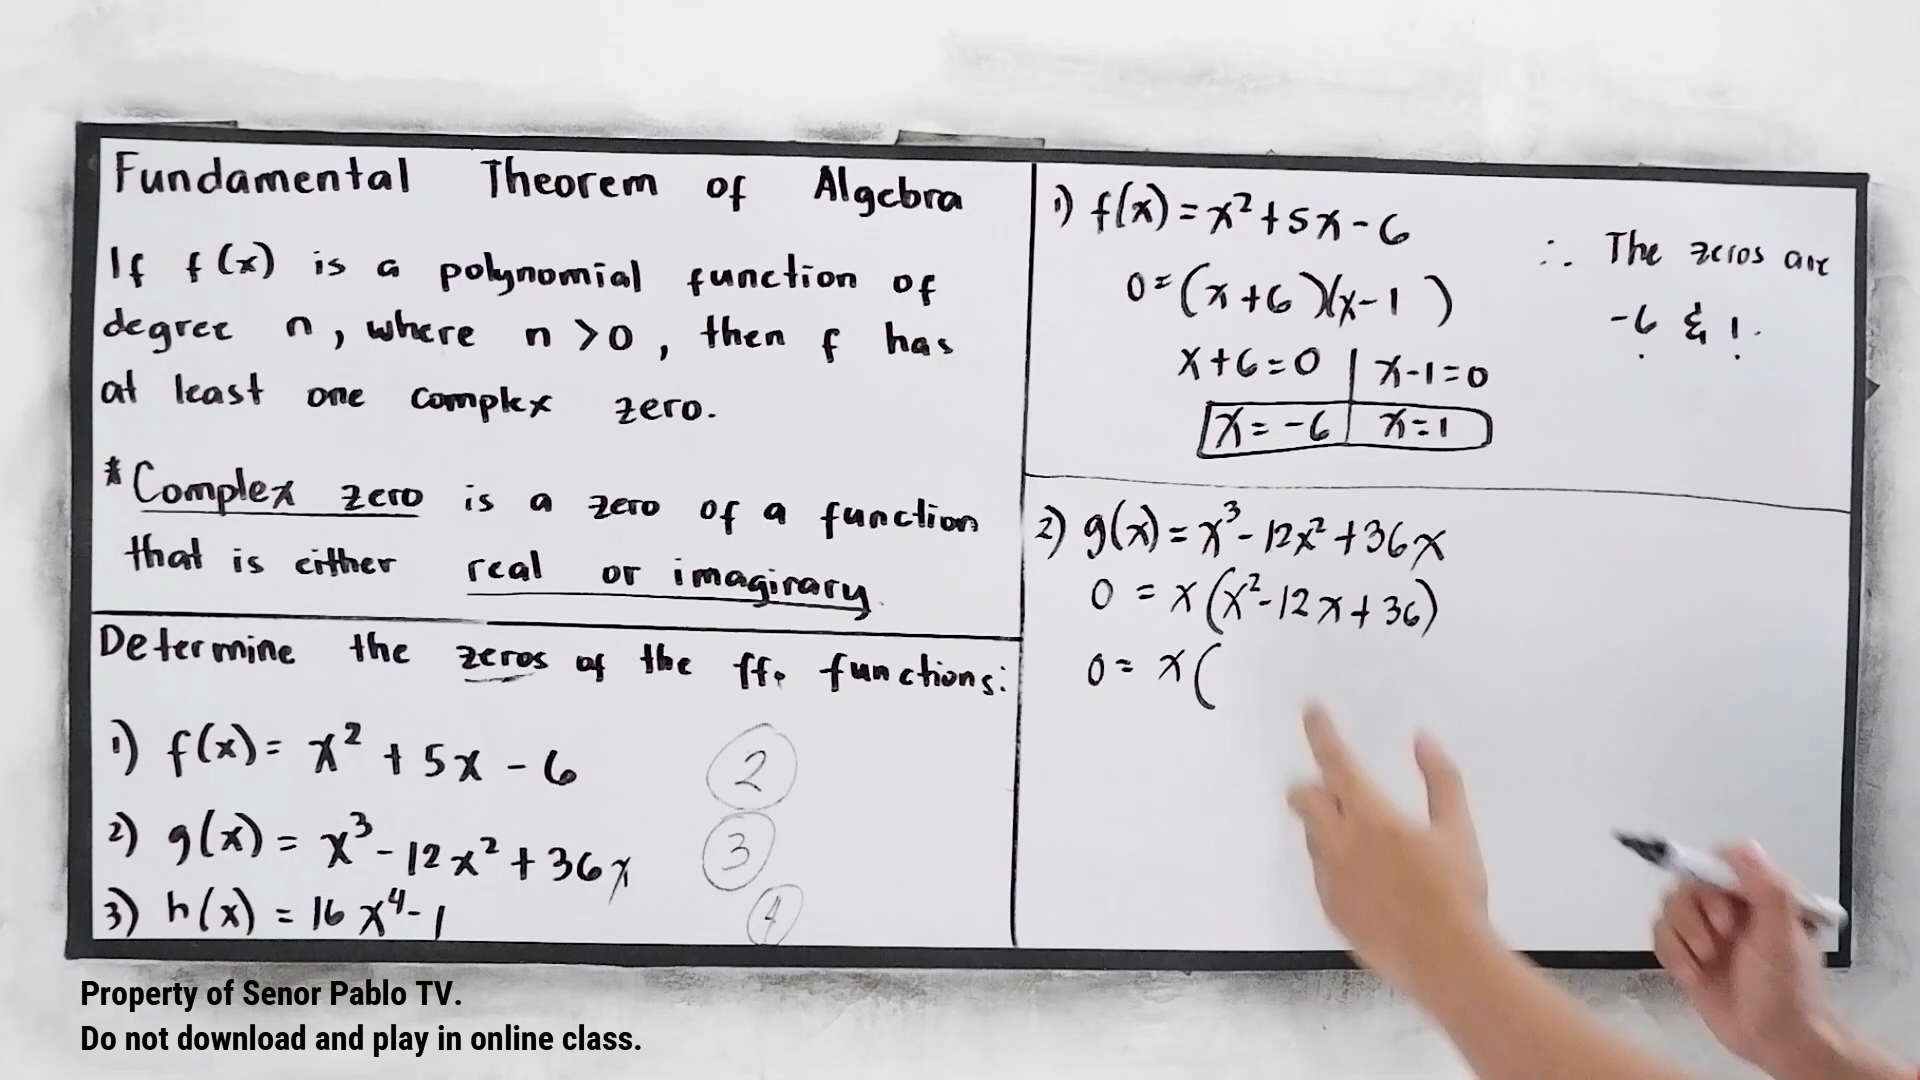 Fundamental Theorem of Algebra
If f(x) is a polynomial function of
degree n, where n > 0, then f has
at least one complex zero.
*Complex zero is a zero of a function
that is either real or imaginary.
Determine the zeros of the ff. functions:
1) f(x) = x² + 5x - 6 2
2) g(x) = x³ - 12x² + 36x 3
3) h(x) = 16x⁴ - 1 4
1) f(x) = x² + 5x - 6
0 = (x + 6)(x - 1)
x + 6 = 0 | x - 1 = 0
x = -6 | x = 1
∴ The zeros are
-6 & 1.
2) g(x) = x³ - 12x² + 36x
0 = x(x² - 12x + 36)
0 = x(
Property of Senor Pablo TV.
Do not download and play in online class.